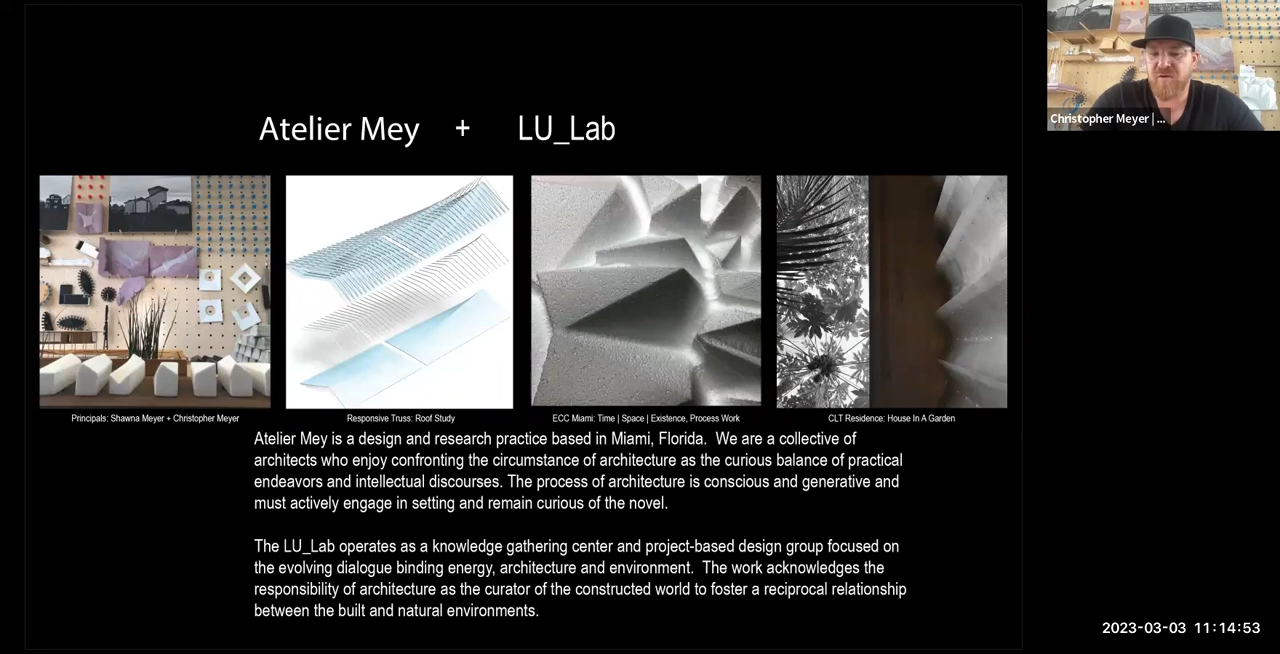 Atelier Mey + LU_Lab
Christopher Meyer | ...
Principals: Shawna Meyer + Christopher Meyer
Responsive Truss: Roof Study
ECC Miami: Time | Space | Existence, Process Work
CLT Residence: House In A Garden
Atelier Mey is a design and research practice based in Miami, Florida.  We are a collective of
architects who enjoy confronting the circumstance of architecture as the curious balance of practical
endeavors and intellectual discourses. The process of architecture is conscious and generative and
must actively engage in setting and remain curious of the novel.
The LU_Lab operates as a knowledge gathering center and project-based design group focused on
the evolving dialogue binding energy, architecture and environment.  The work acknowledges the
responsibility of architecture as the curator of the constructed world to foster a reciprocal relationship
between the built and natural environments.
2023-03-03 11:14:53